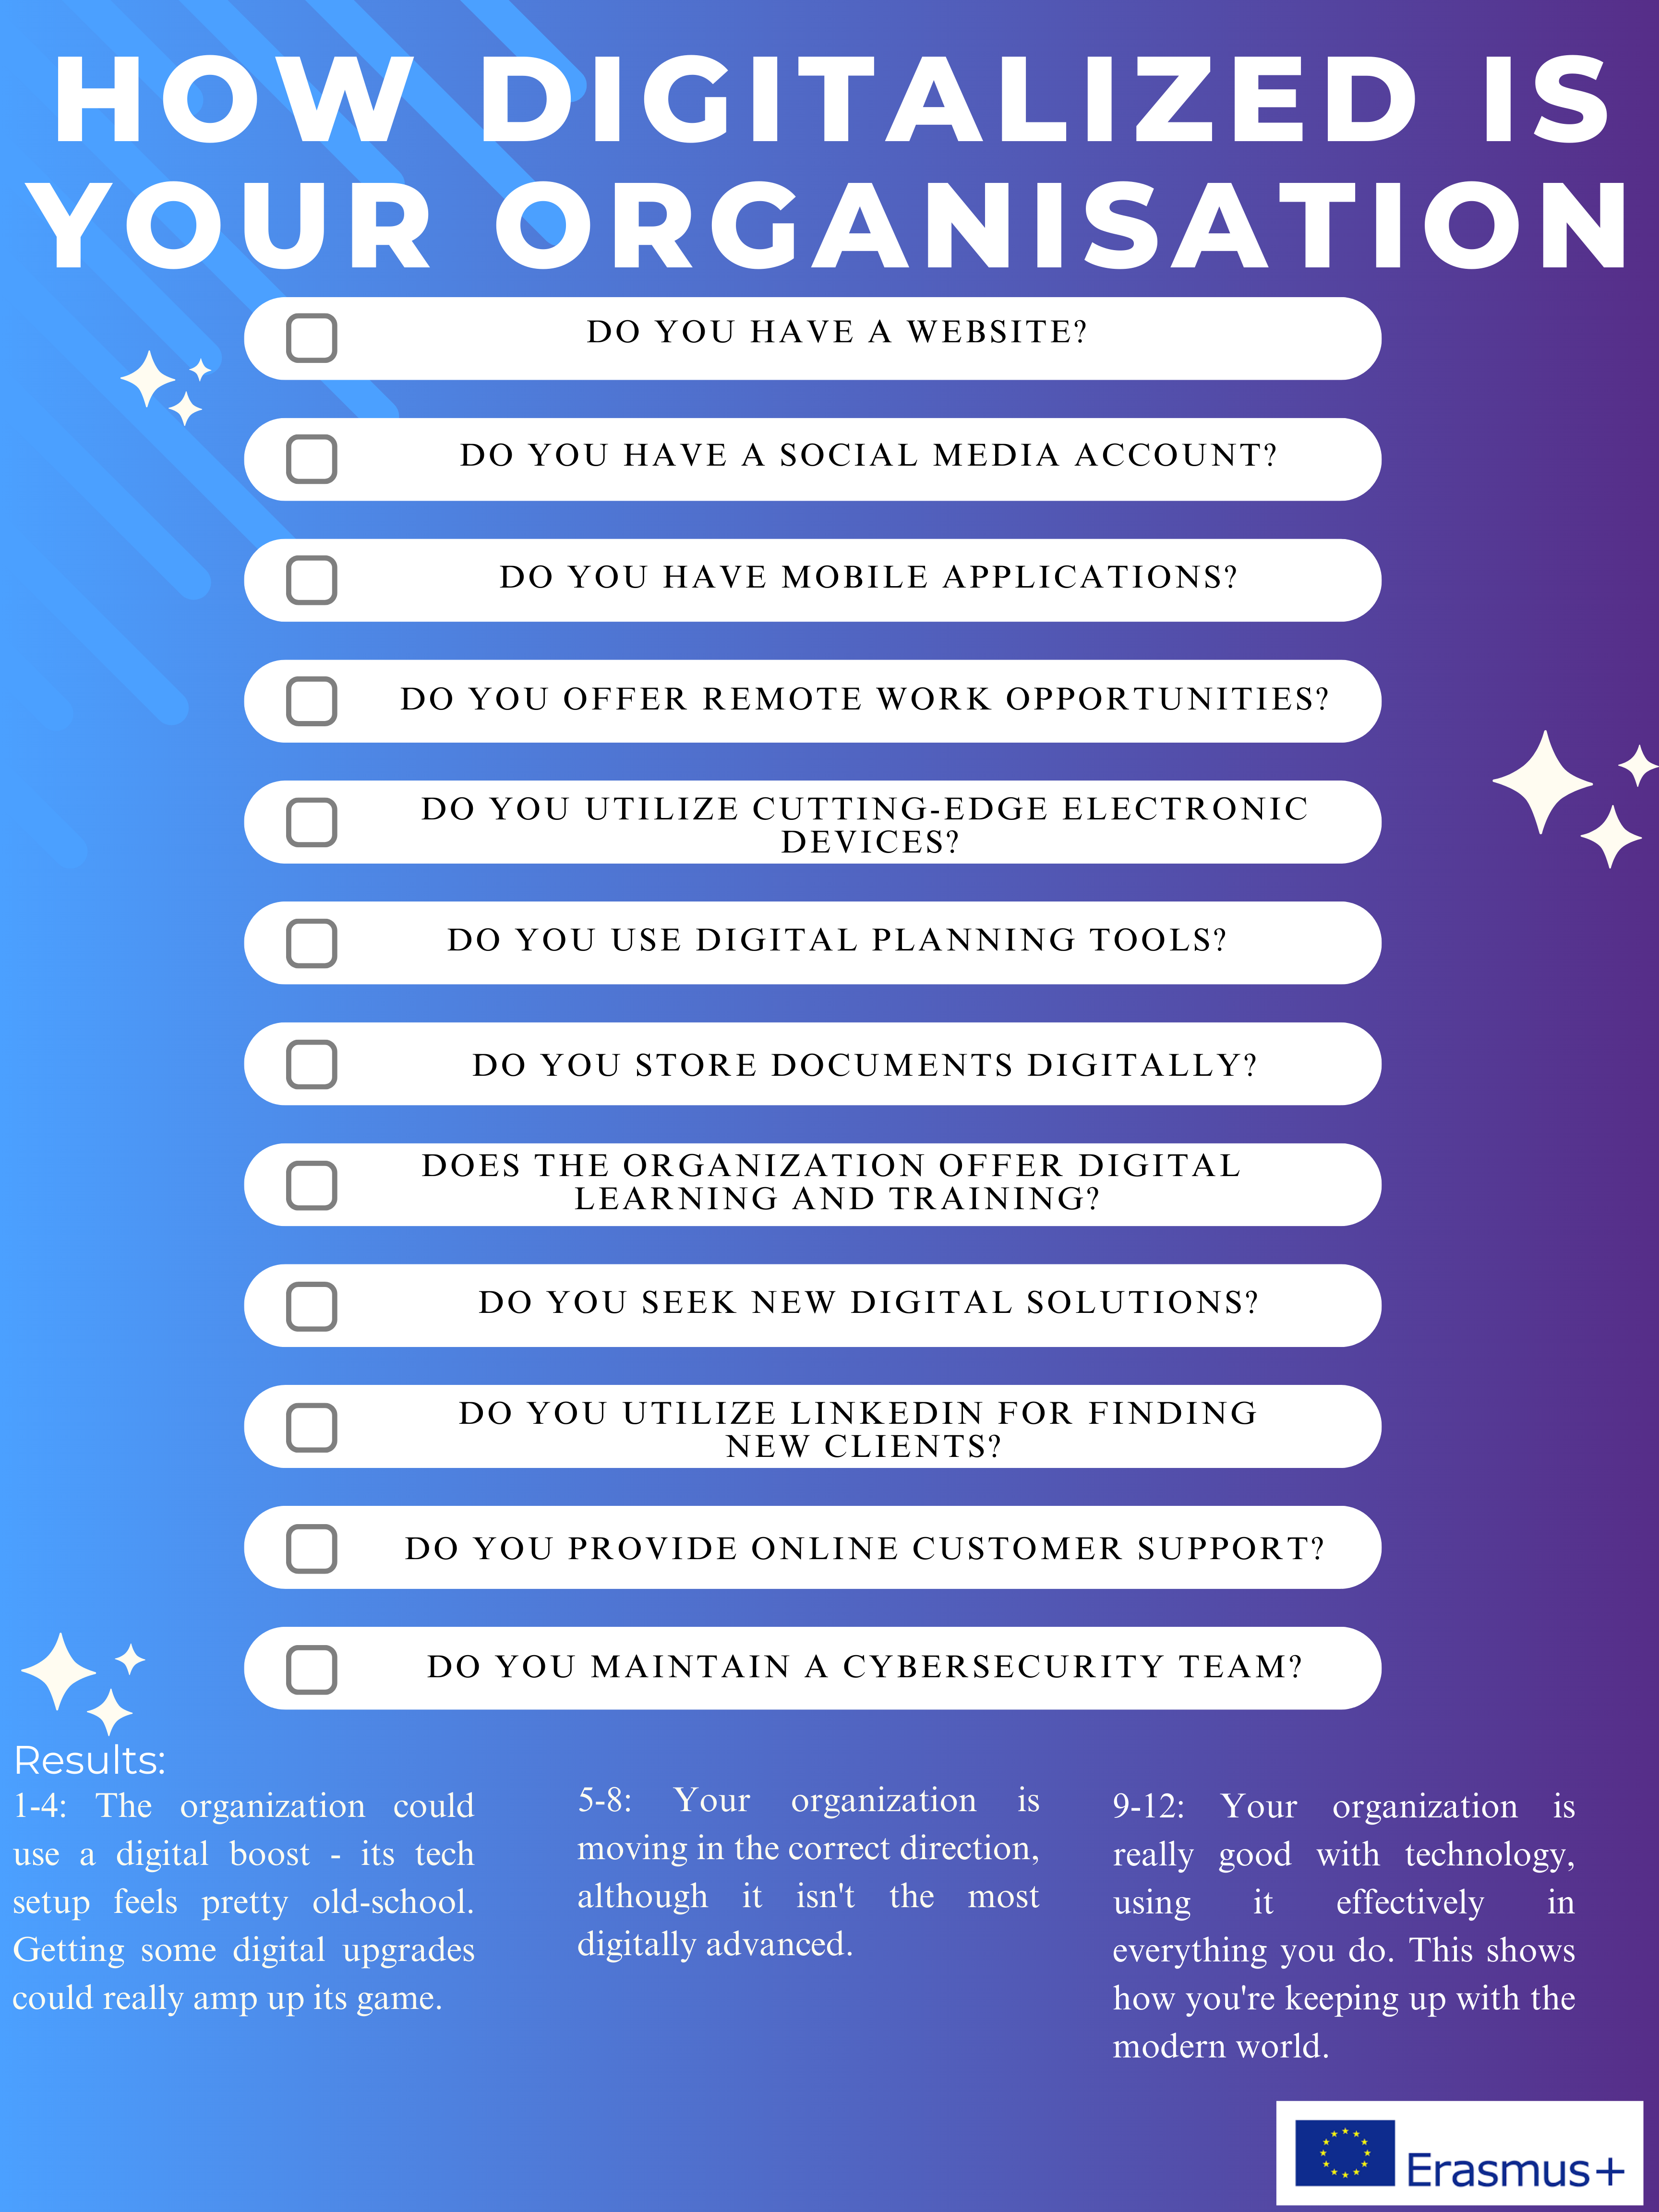 HOW DIGITALIZED IS
YOUR ORGANISATION
DO YOU HAVE A WEBSITE?
DO YOU HAVE A SOCIAL MEDIA ACCOUNT?
DO YOU HAVE MOBILE APPLICATIONS?
DO YOU OFFER REMOTE WORK OPPORTUNITIES?
DO YOU UTILIZE CUTTING-EDGE ELECTRONIC
DEVICES?
DO YOU USE DIGITAL PLANNING TOOLS?
DO YOU STORE DOCUMENTS DIGITALLY?
DOES THE ORGANIZATION OFFER DIGITAL
LEARNING AND TRAINING?
DO YOU SEEK NEW DIGITAL SOLUTIONS?
DO YOU UTILIZE LINKEDIN FOR FINDING
NEW CLIENTS?
DO YOU PROVIDE ONLINE CUSTOMER SUPPORT?
DO YOU MAINTAIN A CYBERSECURITY TEAM?
Results:
1-4: The organization could
use a digital boost - its tech
setup feels pretty old-school.
Getting some digital upgrades
could really amp up its game.
5-8: Your organization is
moving in the correct direction,
although it isn't the most
digitally advanced.
9-12: Your organization is
really good with technology,
using it effectively in
everything you do. This shows
how you're keeping up with the
modern world.
Erasmus+